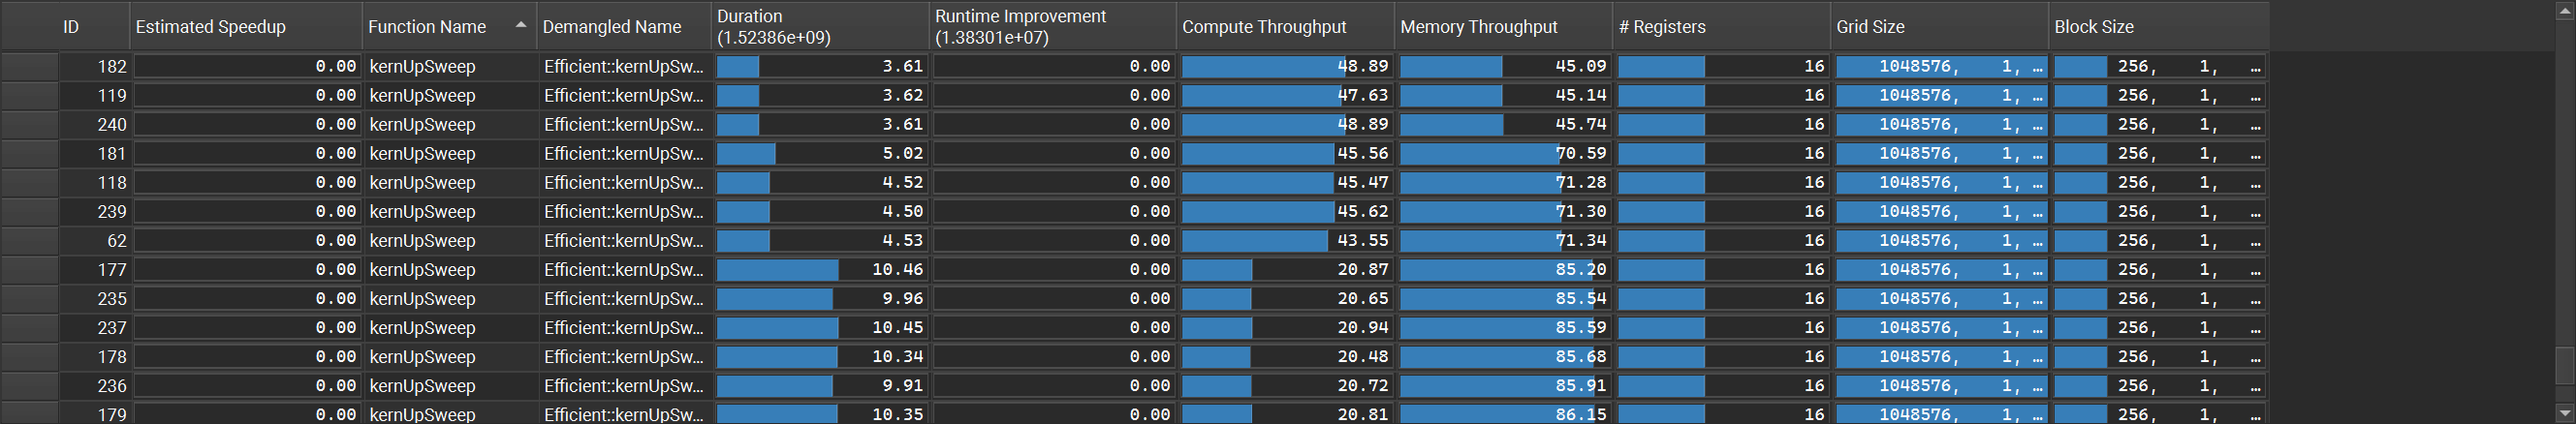 ID Estimated Speedup Function Name Demangled Name Duration (1.52386e+09) Runtime Improvement (1.38301e+07) Compute Throughput Memory Throughput # Registers Grid Size Block Size
182 0.00 kernUpSweep Efficient::kernUpSw... 3.61 0.00 48.89 45.09 16 1048576, 1, … 256, 1, …
119 0.00 kernUpSweep Efficient::kernUpSw... 3.62 0.00 47.63 45.14 16 1048576, 1, … 256, 1, …
240 0.00 kernUpSweep Efficient::kernUpSw... 3.61 0.00 48.89 45.74 16 1048576, 1, … 256, 1, …
181 0.00 kernUpSweep Efficient::kernUpSw... 5.02 0.00 45.56 70.59 16 1048576, 1, … 256, 1, …
118 0.00 kernUpSweep Efficient::kernUpSw... 4.52 0.00 45.47 71.28 16 1048576, 1, … 256, 1, …
239 0.00 kernUpSweep Efficient::kernUpSw... 4.50 0.00 45.62 71.30 16 1048576, 1, … 256, 1, …
62 0.00 kernUpSweep Efficient::kernUpSw... 4.53 0.00 43.55 71.34 16 1048576, 1, … 256, 1, …
177 0.00 kernUpSweep Efficient::kernUpSw... 10.46 0.00 20.87 85.20 16 1048576, 1, … 256, 1, …
235 0.00 kernUpSweep Efficient::kernUpSw... 9.96 0.00 20.65 85.54 16 1048576, 1, … 256, 1, …
237 0.00 kernUpSweep Efficient::kernUpSw... 10.45 0.00 20.94 85.59 16 1048576, 1, … 256, 1, …
178 0.00 kernUpSweep Efficient::kernUpSw... 10.34 0.00 20.48 85.68 16 1048576, 1, … 256, 1, …
236 0.00 kernUpSweep Efficient::kernUpSw... 9.91 0.00 20.72 85.91 16 1048576, 1, … 256, 1, …
179 0.00 kernUpSweep Efficient::kernUpSw... 10.35 0.00 20.81 86.15 16 1048576, 1, … 256, 1, …